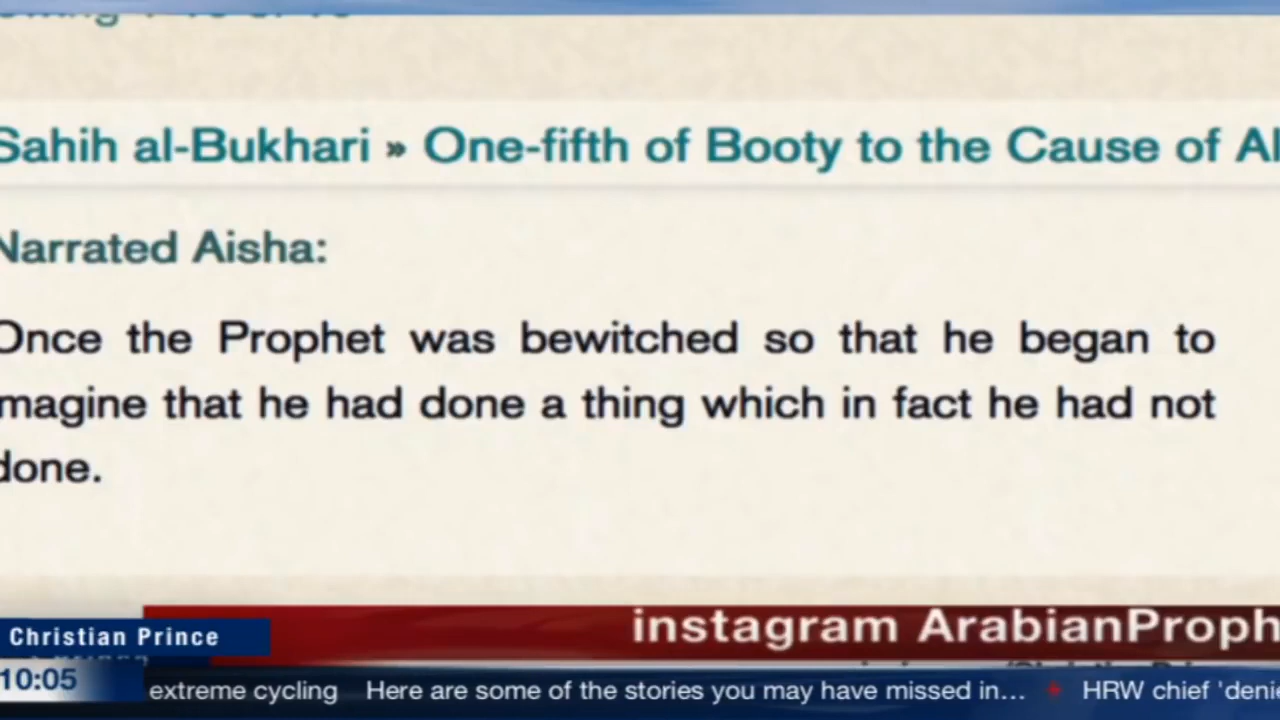 Sahih al-Bukhari » One-fifth of Booty to the Cause of Al
Narrated Aisha:
Once the Prophet was bewitched so that he began to
magine that he had done a thing which in fact he had not
done.
instagram ArabianProph
Christian Prince
10:05
extreme cycling Here are some of the stories you may have missed in... HRW chief 'denie